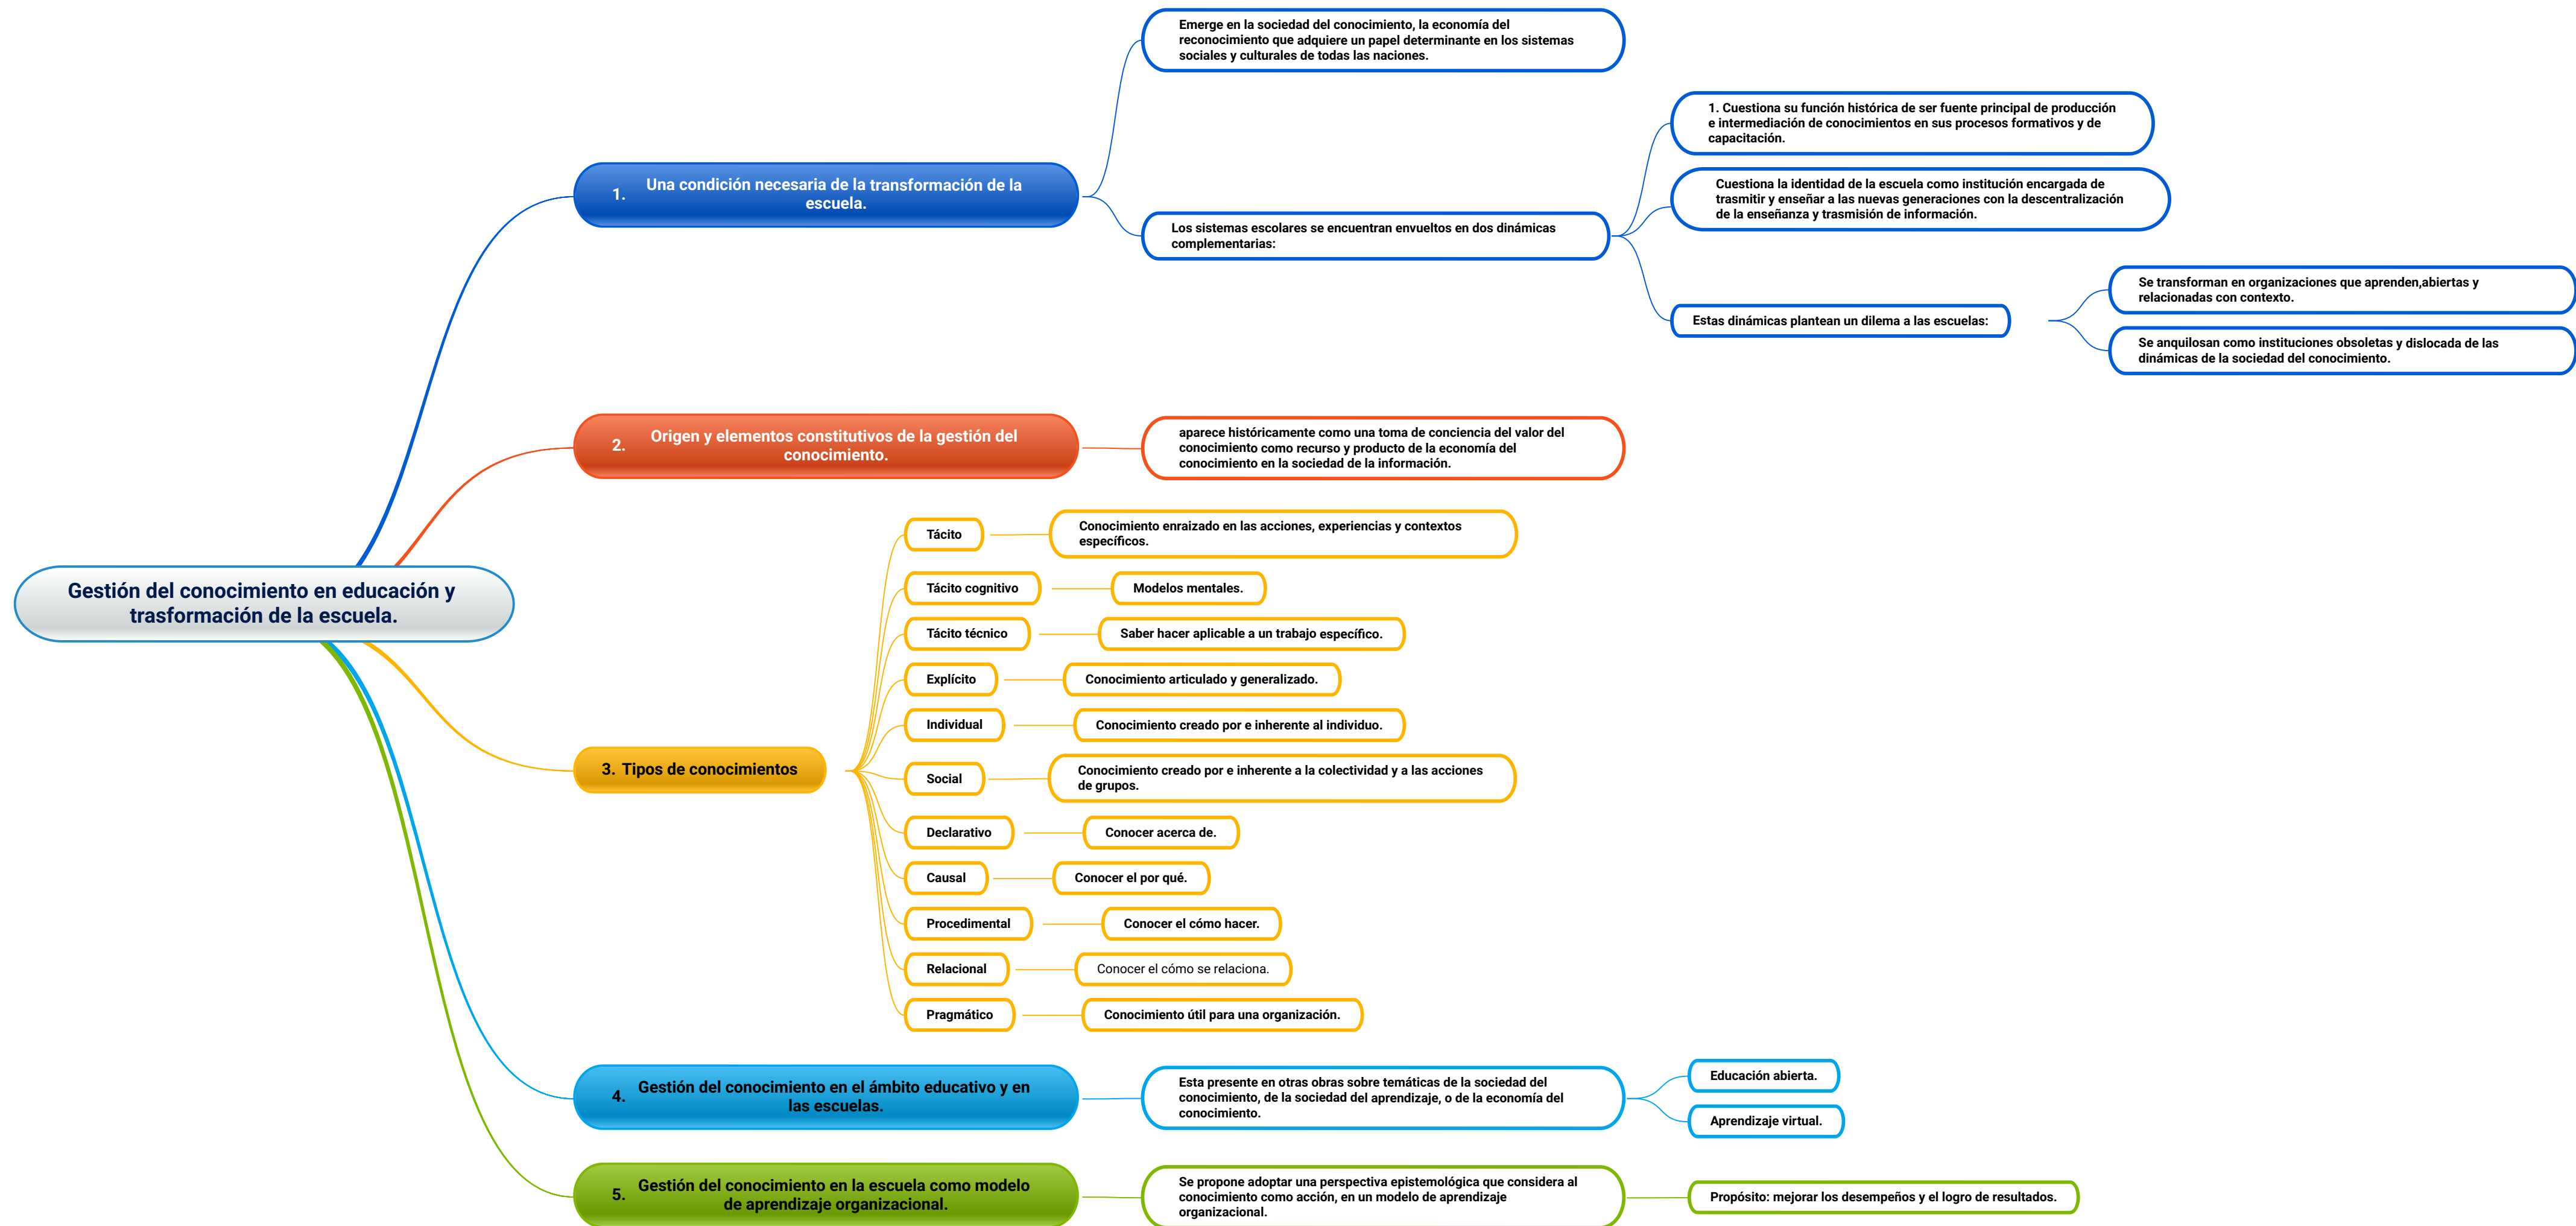 Gestión del conocimiento en educación y
trasformación de la escuela.
1. Una condición necesaria de la transformación de la
escuela.
Emerge en la sociedad del conocimiento, la economía del
reconocimiento que adquiere un papel determinante en los sistemas
sociales y culturales de todas las naciones.
Los sistemas escolares se encuentran envueltos en dos dinámicas
complementarias:
1. Cuestiona su función histórica de ser fuente principal de producción
e intermediación de conocimientos en sus procesos formativos y de
capacitación.
Cuestiona la identidad de la escuela como institución encargada de
trasmitir y enseñar a las nuevas generaciones con la descentralización
de la enseñanza y trasmisión de información.
Estas dinámicas plantean un dilema a las escuelas:
Se transforman en organizaciones que aprenden,abiertas y
relacionadas con contexto.
Se anquilosan como instituciones obsoletas y dislocada de las
dinámicas de la sociedad del conocimiento.
2. Origen y elementos constitutivos de la gestión del
conocimiento.
aparece históricamente como una toma de conciencia del valor del
conocimiento como recurso y producto de la economía del
conocimiento en la sociedad de la información.
3. Tipos de conocimientos
Tácito
Conocimiento enraizado en las acciones, experiencias y contextos
específicos.
Tácito cognitivo
Modelos mentales.
Tácito técnico
Saber hacer aplicable a un trabajo específico.
Explícito
Conocimiento articulado y generalizado.
Individual
Conocimiento creado por e inherente al individuo.
Social
Conocimiento creado por e inherente a la colectividad y a las acciones
de grupos.
Declarativo
Conocer acerca de.
Causal
Conocer el por qué.
Procedimental
Conocer el cómo hacer.
Relacional
Conocer el cómo se relaciona.
Pragmático
Conocimiento útil para una organización.
4. Gestión del conocimiento en el ámbito educativo y en
las escuelas.
Esta presente en otras obras sobre temáticas de la sociedad del
conocimiento, de la sociedad del aprendizaje, o de la economía del
conocimiento.
Educación abierta.
Aprendizaje virtual.
5. Gestión del conocimiento en la escuela como modelo
de aprendizaje organizacional.
Se propone adoptar una perspectiva epistemológica que considera al
conocimiento como acción, en un modelo de aprendizaje
organizacional.
Propósito: mejorar los desempeños y el logro de resultados.